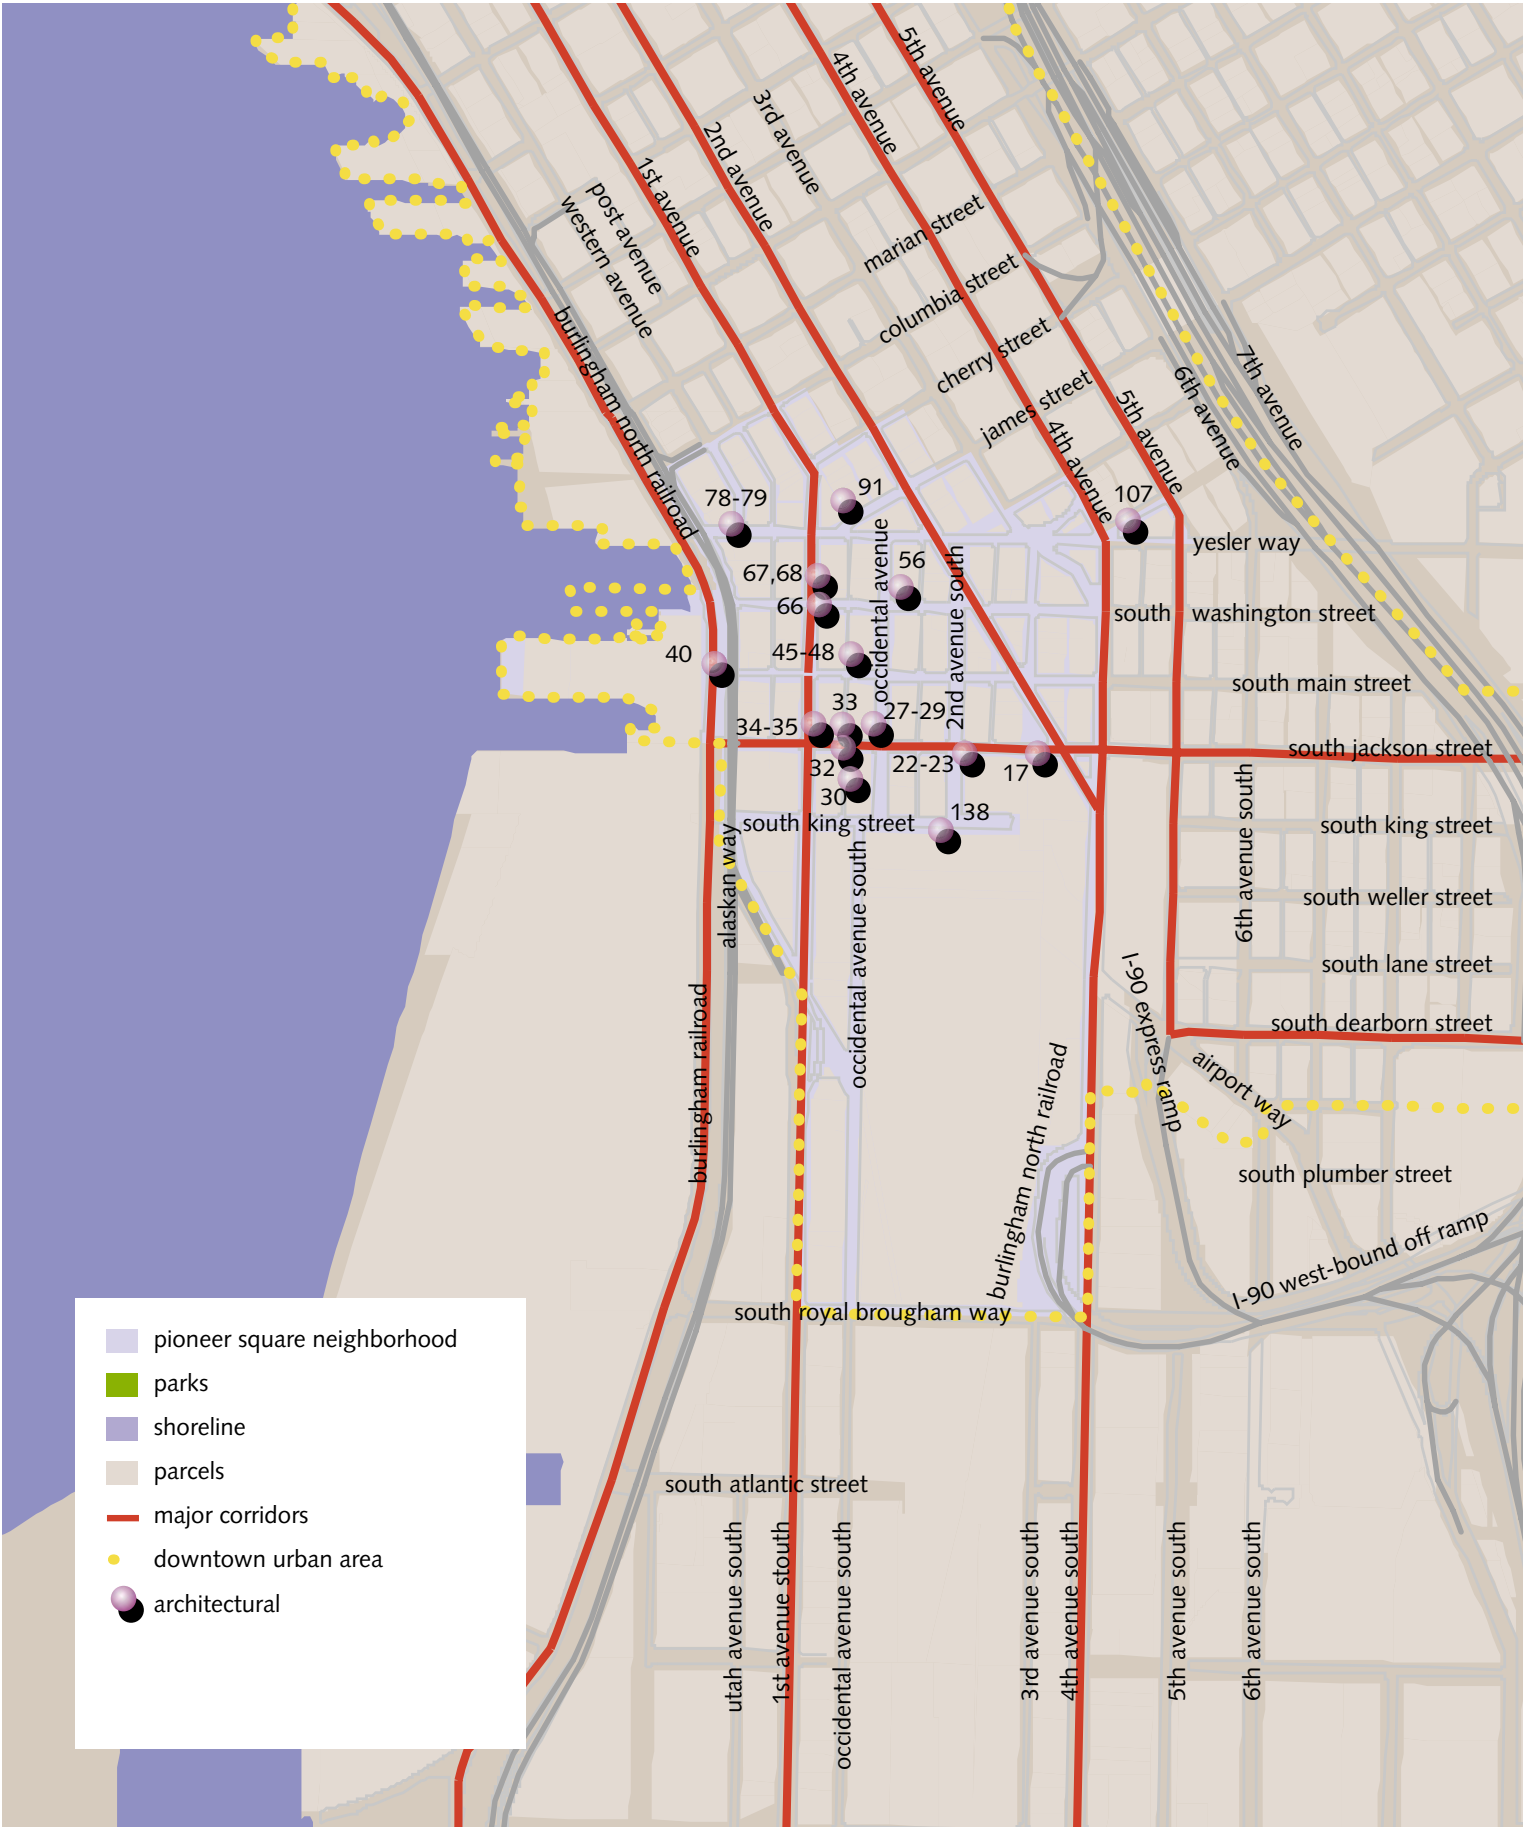 5th avenue
4th avenue
3rd avenue
2nd avenue
1st avenue
post avenue
western avenue
marian street
columbia street
cherry street
james street
burlingham north railroad
7th avenue
6th avenue
5th avenue
4th avenue
78-79
91
107
yesler way
occidental avenue
2nd avenue south
67,68
56
66
south washington street
40
45-48
south main street
33
27-29
34-35
south jackson street
32
22-23
17
30
138
south king street
south king street
6th avenue south
alaskan way
occidental avenue south
south weller street
south lane street
I-90 express ramp
south dearborn street
burlingham railroad
burlingham north railroad
airport way
south plumber street
I-90 west-bound off ramp
south royal brougham way
pioneer square neighborhood
parks
shoreline
parcels
major corridors
downtown urban area
architectural
south atlantic street
utah avenue south
1st avenue stouth
occidental avenue south
3rd avenue south
4th avenue south
5th avenue south
6th avenue south